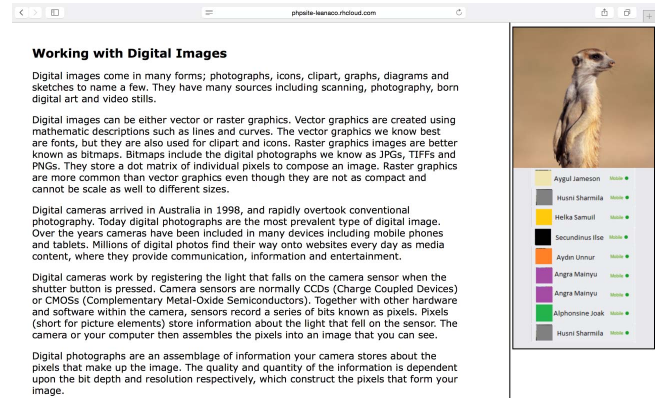 phpsite-leanaco.rhcloud.com
Working with Digital Images
Digital images come in many forms; photographs, icons, clipart, graphs, diagrams and
sketches to name a few. They have many sources including scanning, photography, born
digital art and video stills.
Digital images can be either vector or raster graphics. Vector graphics are created using
mathematic descriptions such as lines and curves. The vector graphics we know best
are fonts, but they are also used for clipart and icons. Raster graphics images are better
known as bitmaps. Bitmaps include the digital photographs we know as JPGs, TIFFs and
PNGs. They store a dot matrix of individual pixels to compose an image. Raster graphics
are more common than vector graphics even though they are not as compact and
cannot be scale as well to different sizes.
Digital cameras arrived in Australia in 1998, and rapidly overtook conventional
photography. Today digital photographs are the most prevalent type of digital image.
Over the years cameras have been included in many devices including mobile phones
and tablets. Millions of digital photos find their way onto websites every day as media
content, where they provide communication, information and entertainment.
Digital cameras work by registering the light that falls on the camera sensor when the
shutter button is pressed. Camera sensors are normally CCDs (Charge Coupled Devices)
or CMOSs (Complementary Metal-Oxide Semiconductors). Together with other hardware
and software within the camera, sensors record a series of bits known as pixels. Pixels
(short for picture elements) store information about the light that fell on the sensor. The
camera or your computer then assembles the pixels into an image that you can see.
Digital photographs are an assemblage of information your camera stores about the
pixels that make up the image. The quality and quantity of the information is dependent
upon the bit depth and resolution respectively, which construct the pixels that form your
image.
Aygul Jameson Mobile
Husni Sharmila Mobile
Helka Samuil Mobile
Secundinus Ilse Mobile
Aydın Unnur Mobile
Angra Mainyu Mobile
Angra Mainyu Mobile
Alphonsine Joak Mobile
Husni Sharmila Mobile